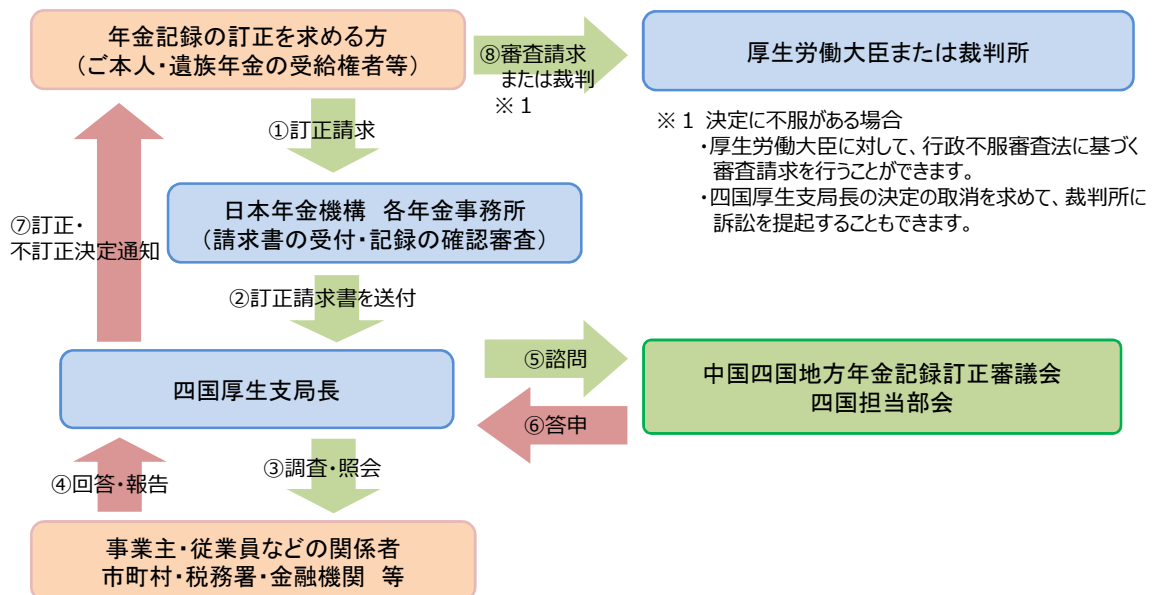 年金記録の訂正を求める方
（ご本人・遺族年金の受給権者等）
⑧審査請求
または裁判
※１
厚生労働大臣または裁判所
※１ 決定に不服がある場合
・厚生労働大臣に対して、行政不服審査法に基づく
審査請求を行うことができます。
・四国厚生支局長の決定の取消を求めて、裁判所に
訴訟を提起することもできます。
①訂正請求
日本年金機構　各年金事務所
（請求書の受付・記録の確認審査）
⑦訂正・
不訂正決定通知
②訂正請求書を送付
四国厚生支局長
⑤諮問
⑥答申
中国四国地方年金記録訂正審議会
四国担当部会
③調査・照会
④回答・報告
事業主・従業員などの関係者
市町村・税務署・金融機関　等